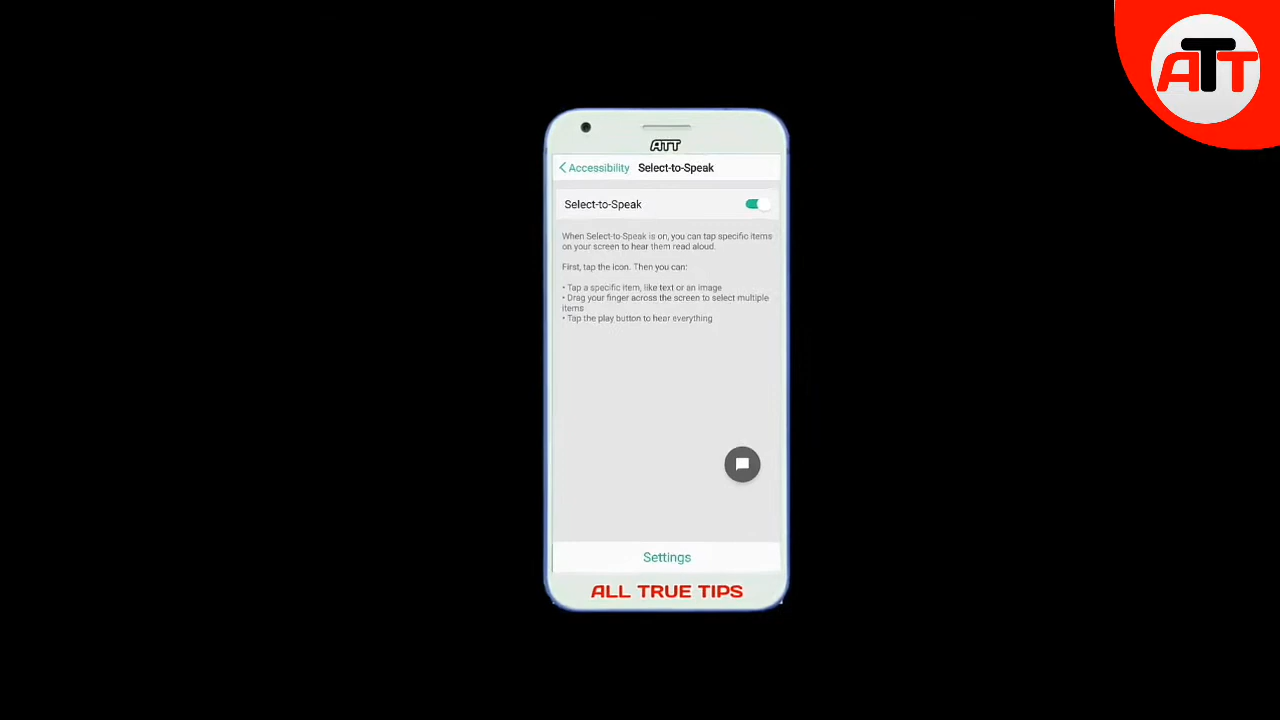 ATT
ATT
Accessibility Select-to-Speak
Select-to-Speak
When Select-to-Speak is on, you can tap specific items
on your screen to hear them read aloud.
First, tap the icon. Then you can:
• Tap a specific item, like text or an image
• Drag your finger across the screen to select multiple
items
• Tap the play button to hear everything
Settings
ALL TRUE TIPS